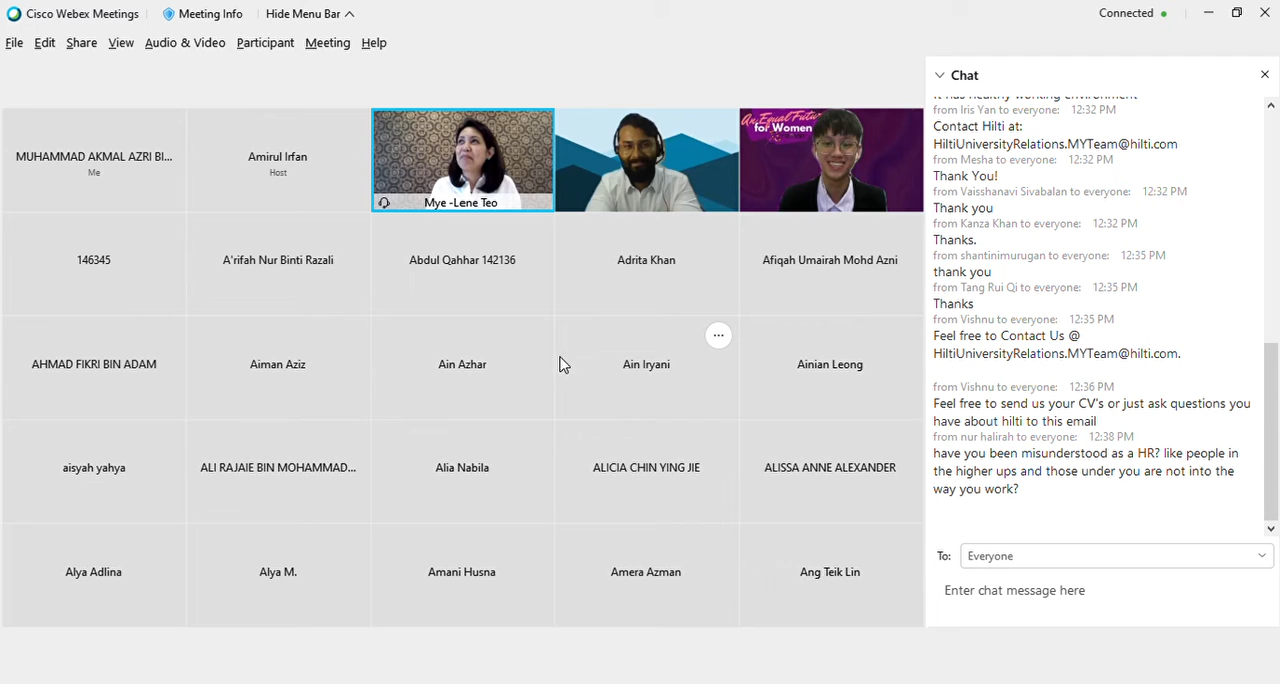 Cisco Webex Meetings
Meeting Info
Hide Menu Bar
Connected
File Edit Share View Audio & Video Participant Meeting Help
MUHAMMAD AKMAL AZRI BI...
Me
Amirul Irfan
Host
Mye -Lene Teo
An Equal Futu
for Women
146345
A'rifah Nur Binti Razali
Abdul Qahhar 142136
Adrita Khan
Afiqah Umairah Mohd Azni
AHMAD FIKRI BIN ADAM
Aiman Aziz
Ain Azhar
Ain Iryani
Ainian Leong
aisyah yahya
ALI RAJAIE BIN MOHAMMAD...
Alia Nabila
ALICIA CHIN YING JIE
ALISSA ANNE ALEXANDER
Alya Adlina
Alya M.
Amani Husna
Amera Azman
Ang Teik Lin
Chat
it has healthy working environment
from Iris Yan to everyone: 12:32 PM
Contact Hilti at:
HiltiUniversityRelations.MYTeam@hilti.com
from Mesha to everyone: 12:32 PM
Thank You!
from Vaisshanavi Sivabalan to everyone: 12:32 PM
Thank you
from Kanza Khan to everyone: 12:32 PM
Thanks.
from shantinimurugan to everyone: 12:35 PM
thank you
from Tang Rui Qi to everyone: 12:35 PM
Thanks
from Vishnu to everyone: 12:35 PM
Feel free to Contact Us @
HiltiUniversityRelations.MYTeam@hilti.com.
from Vishnu to everyone: 12:36 PM
Feel free to send us your CV's or just ask questions you
have about hilti to this email
from nur halirah to everyone: 12:38 PM
have you been misunderstood as a HR? like people in
the higher ups and those under you are not into the
way you work?
To: Everyone
Enter chat message here